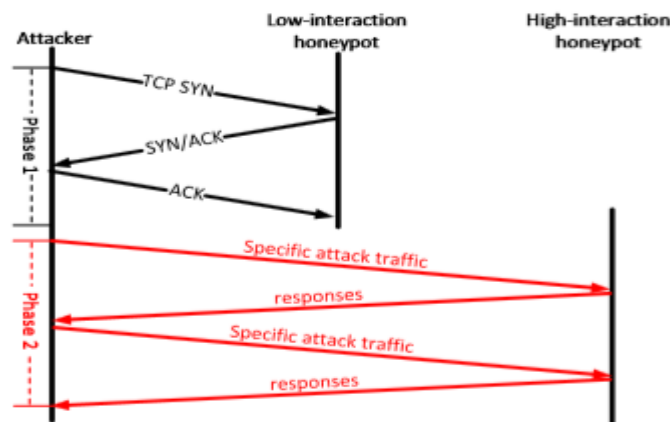 Attacker
Low-interaction
honeypot
High-interaction
honeypot
TCP SYN
SYN/ACK
ACK
Phase 1
Specific attack traffic
responses
Specific attack traffic
responses
Phase 2